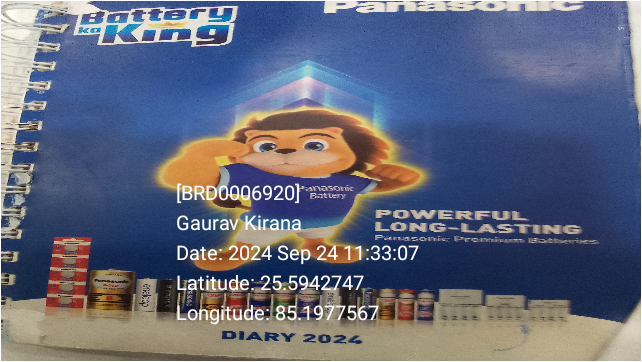 Battery
ka
King
Panasonic
Panasonic
Battery
[BRD0006920]
Gaurav Kirana
POWERFUL
LONG-LASTING
Panasonic Premium Batteries
Date: 2024 Sep 24 11:33:07
Latitude: 25.5942747
Panasonic
Longitude: 85.1977567
DIARY 2024